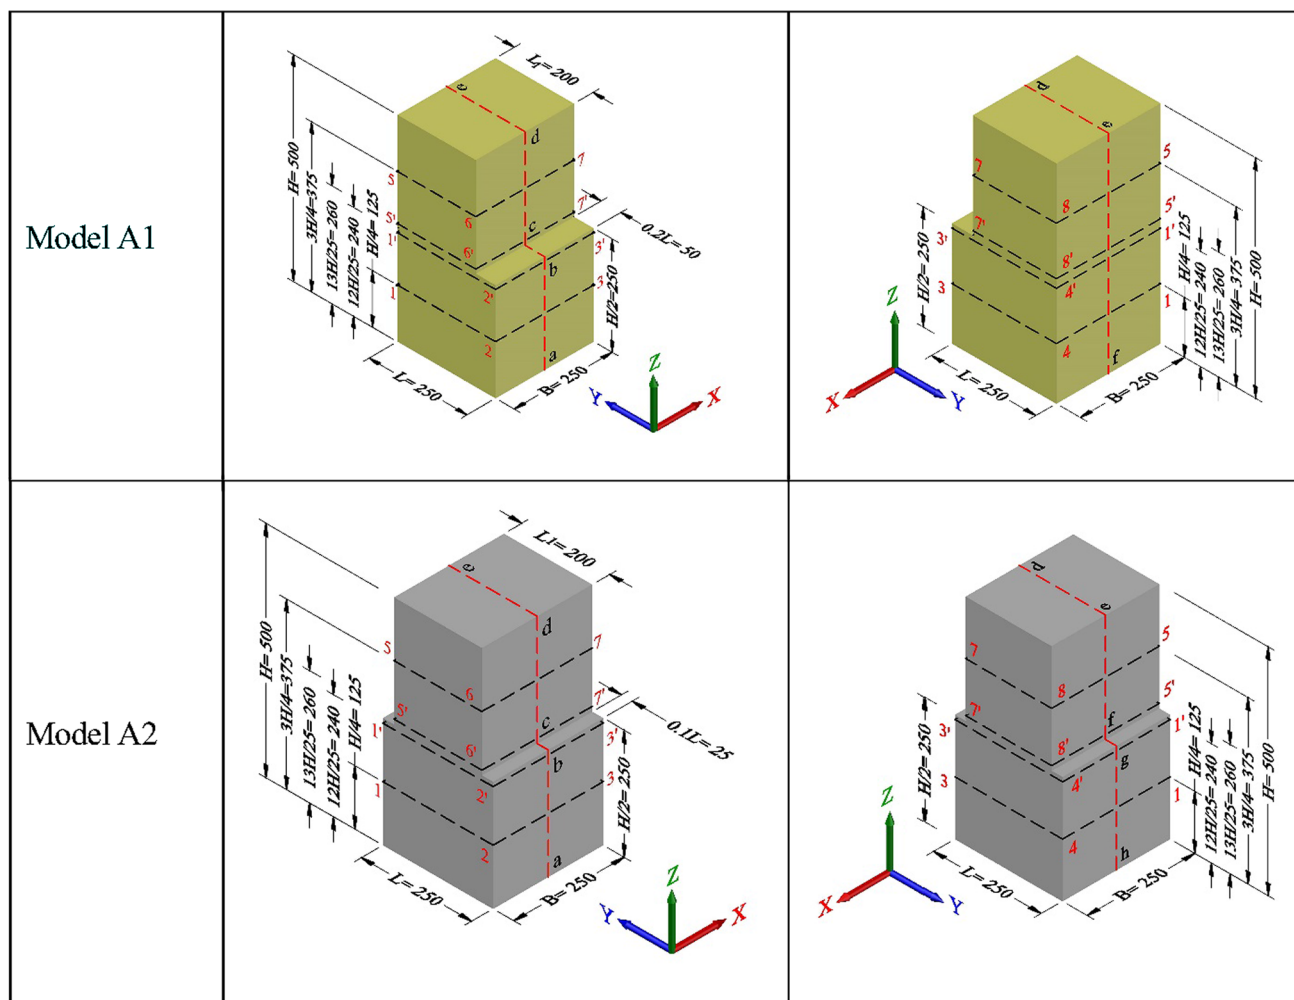 Model A1
L₁= 200
H= 500
3H/4=375
13H/25= 260
12H/25= 240
H/4= 125
e
d
5
7
6
c
7'
5'
1'
6'
0.2L= 50
3'
b
1
2'
3
H/2=250
2
a
L= 250
B= 250
Z
Y
X
d
e
7
5
8
7'
5'
3'
8'
1'
4'
3
1
H/2= 250
H/4= 125
12H/25= 240
13H/25= 260
3H/4= 375
H= 500
4
f
L= 250
B= 250
Z
X
Y
Model A2
L1= 200
H= 500
3H/4=375
13H/25= 260
12H/25= 240
H/4= 125
e
d
5
7
6
5'
c
7'
1'
6'
3'
0.1L= 25
b
1
2'
3
H/2= 250
2
a
L= 250
B= 250
Z
Y
X
d
e
7
5
8
5'
7'
f
3'
1'
8'
g
3
4'
1
H/2= 250
H/4= 125
12H/25= 240
13H/25= 260
3H/4= 375
H= 500
4
h
L= 250
B= 250
Z
X
Y